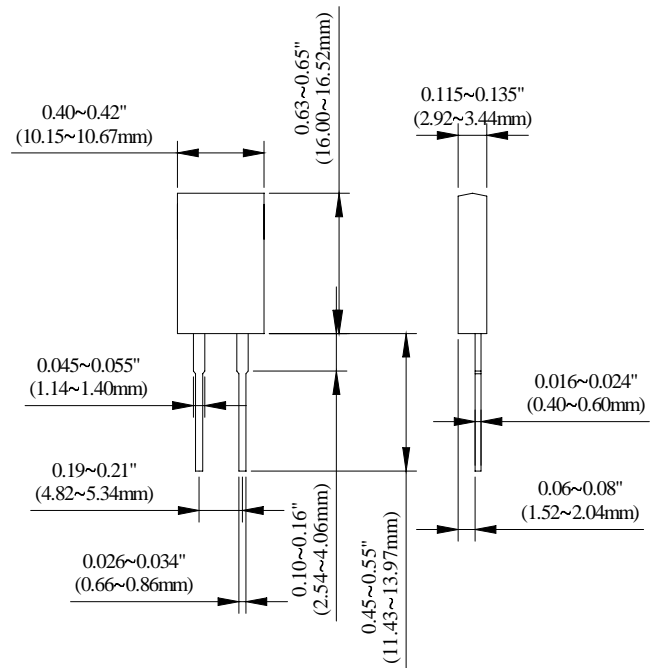 0.63~0.65"
(16.00~16.52mm)
0.40~0.42"
(10.15~10.67mm)
0.115~0.135"
(2.92~3.44mm)
0.045~0.055"
(1.14~1.40mm)
0.016~0.024"
(0.40~0.60mm)
0.19~0.21"
(4.82~5.34mm)
0.10~0.16"
(2.54~4.06mm)
0.45~0.55"
(11.43~13.97mm)
0.06~0.08"
(1.52~2.04mm)
0.026~0.034"
(0.66~0.86mm)